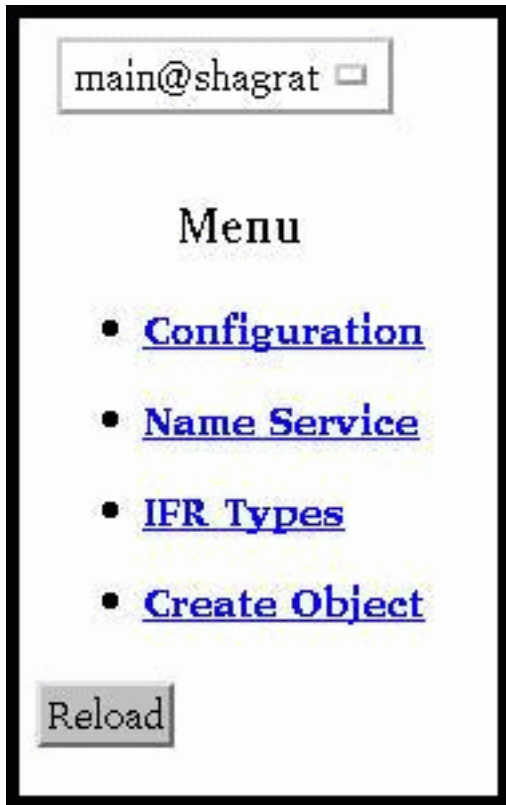 main@shagrat
Menu
Configuration
Name Service
IFR Types
Create Object
Reload